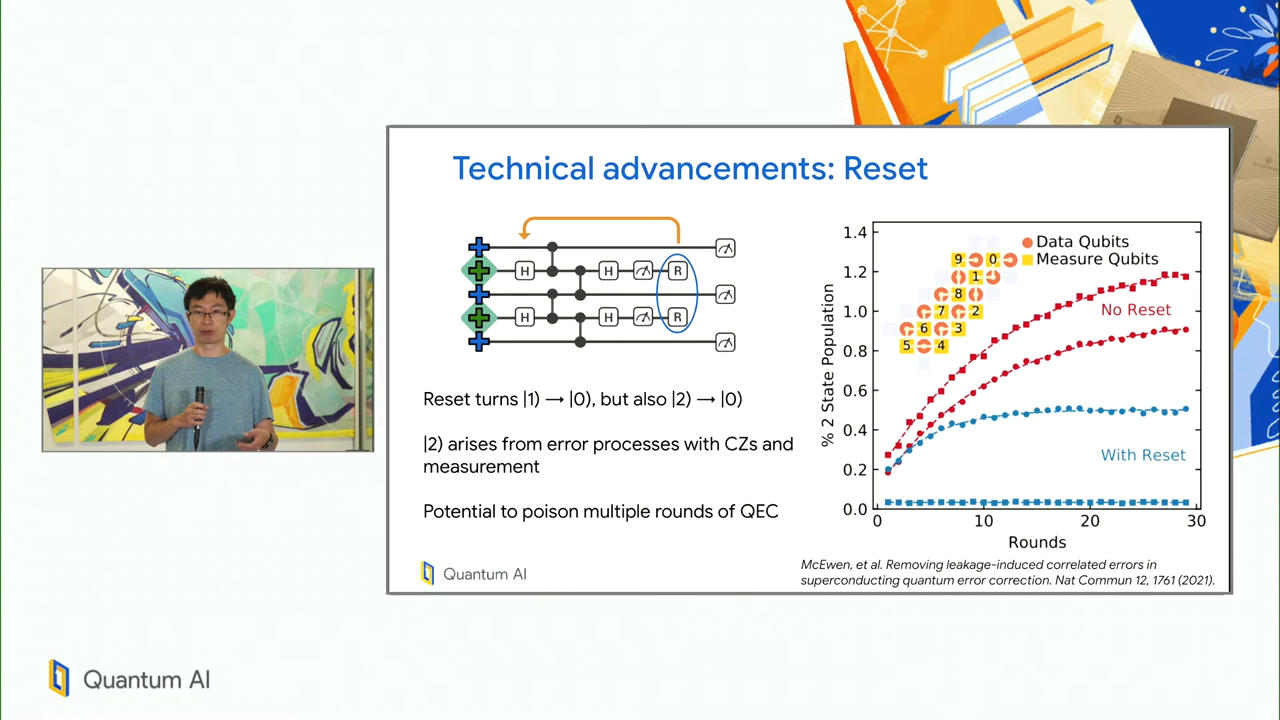 Technical advancements: Reset
H
H
R
H
H
R
Reset turns |1⟩ → |0⟩, but also |2⟩ → |0⟩
|2⟩ arises from error processes with CZs and
measurement
Potential to poison multiple rounds of QEC
Quantum AI
% 2 State Population
1.4
1.2
1.0
0.8
0.6
0.4
0.2
0.0
0
10
20
30
Rounds
Data Qubits
Measure Qubits
9 0
1
8
7 2
6 3
5 4
No Reset
With Reset
McEwen, et al. Removing leakage-induced correlated errors in
superconducting quantum error correction. Nat Commun 12, 1761 (2021).
Quantum AI